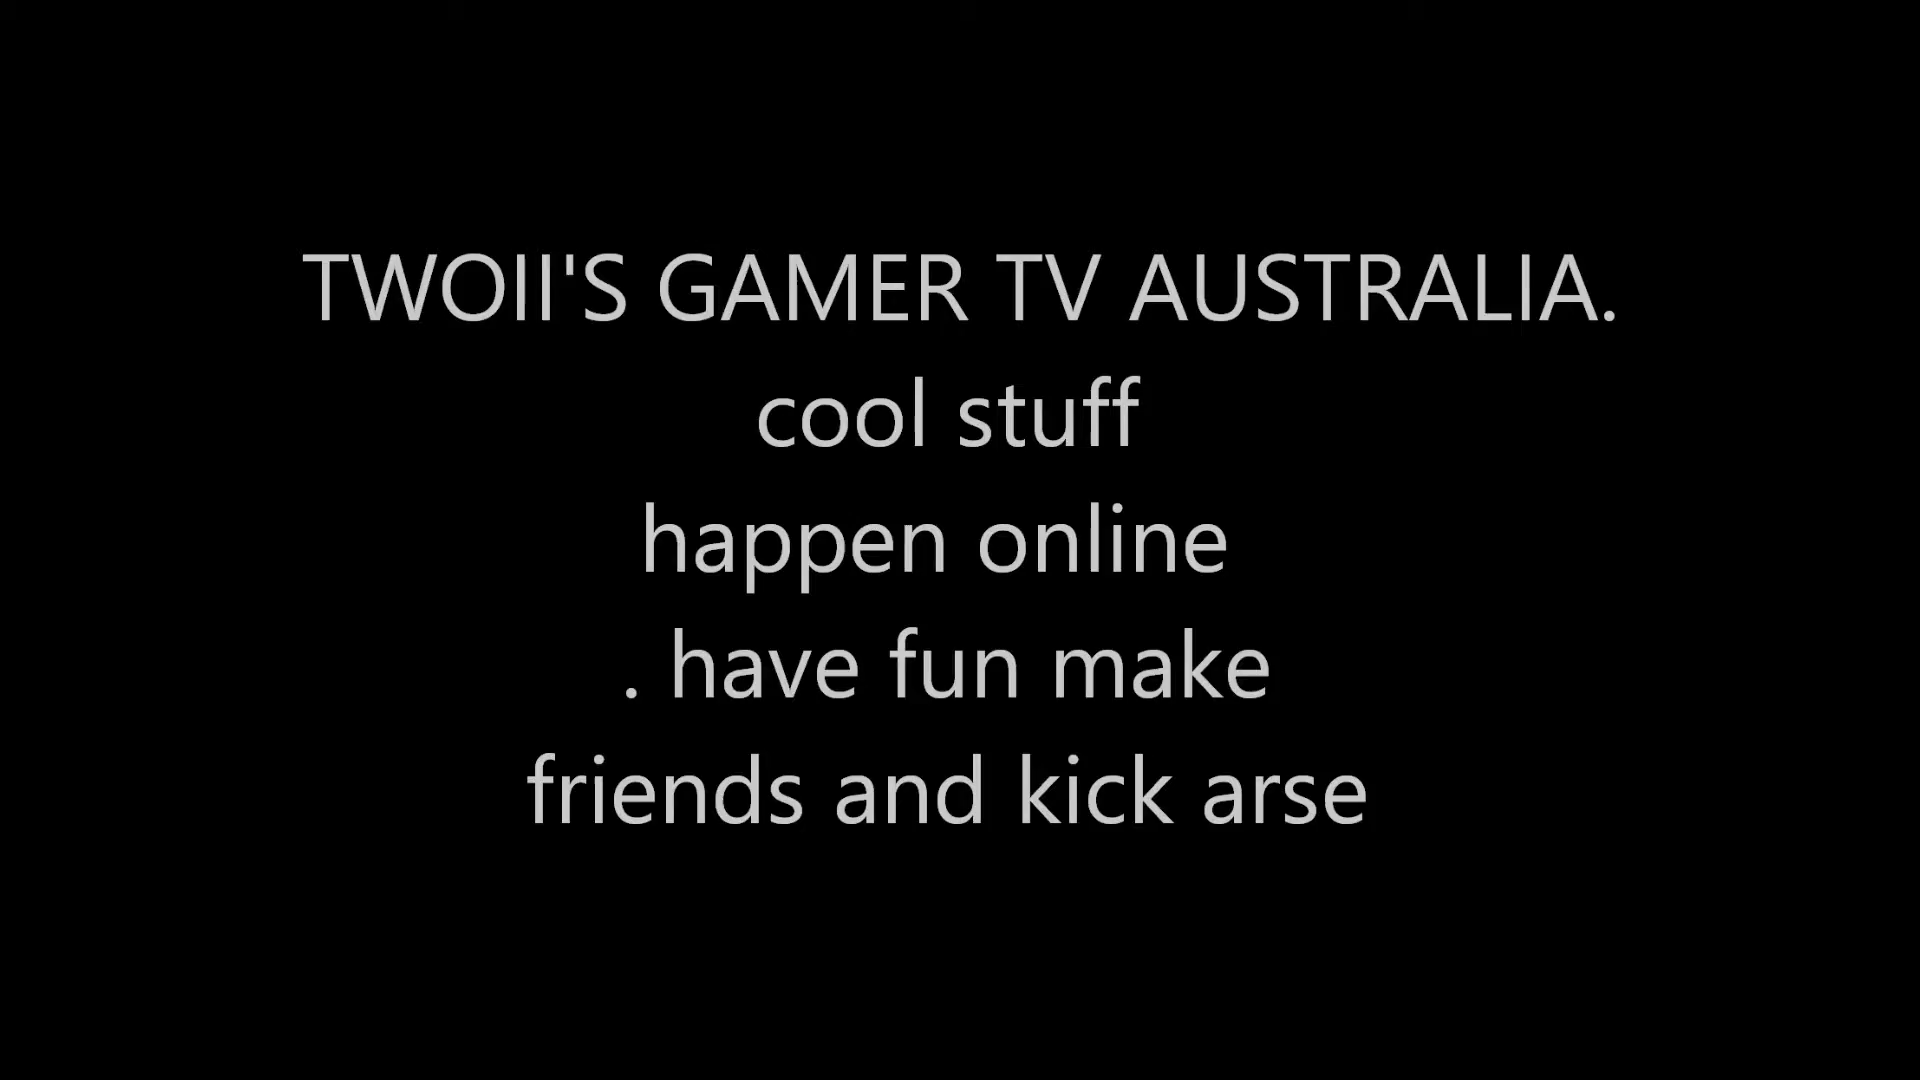 TWOII'S GAMER TV AUSTRALIA.
cool stuff
happen online
. have fun make
friends and kick arse